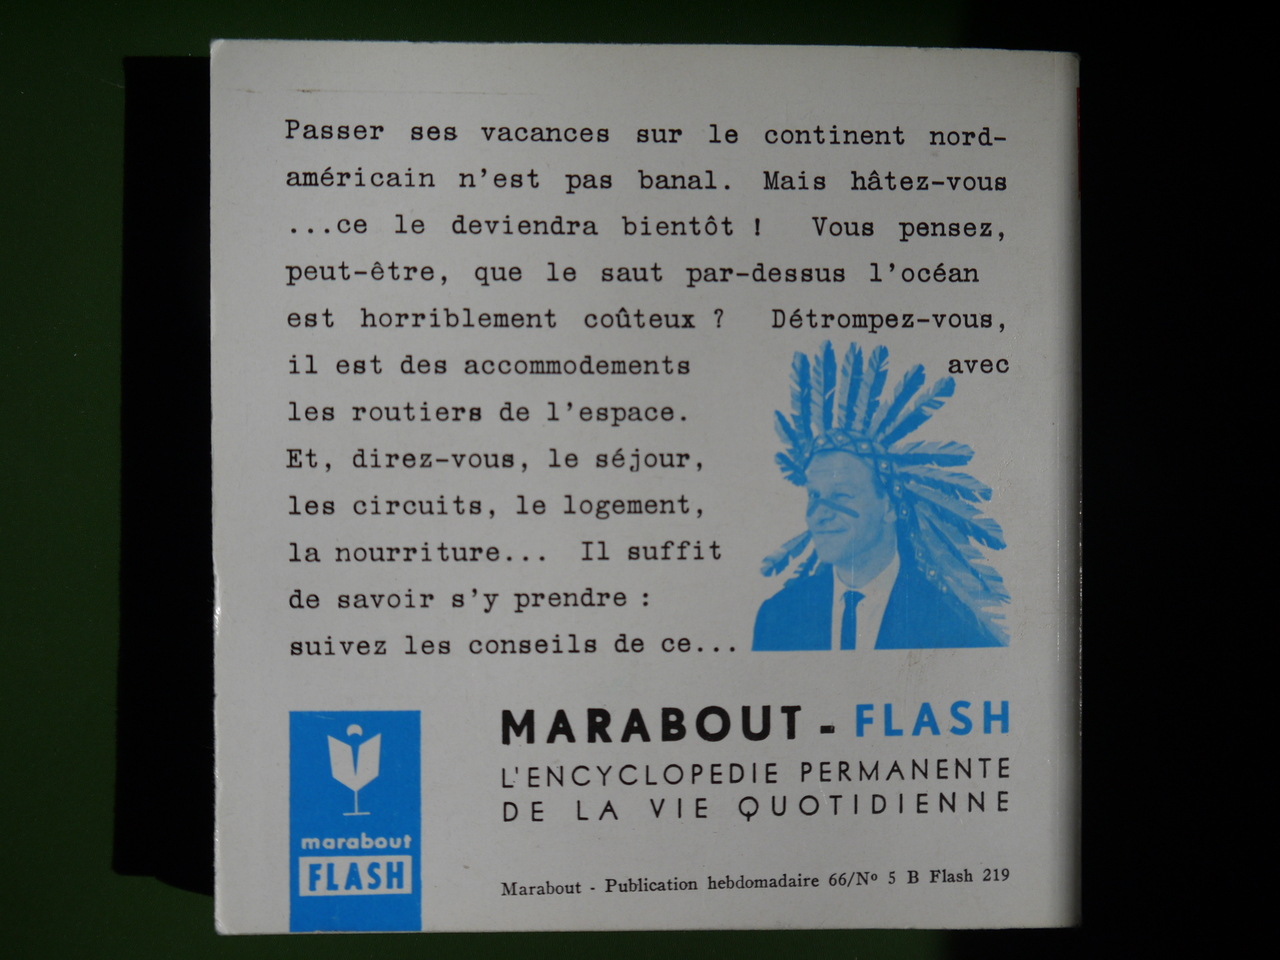 Passer ses vacances sur le continent nord-
américain n'est pas banal. Mais hâtez-vous
...ce le deviendra bientôt ! Vous pensez,
peut-être, que le saut par-dessus l'océan
est horriblement coûteux ? Détrompez-vous,
il est des accommodements avec
les routiers de l'espace.
Et, direz-vous, le séjour,
les circuits, le logement,
la nourriture... Il suffit
de savoir s'y prendre :
suivez les conseils de ce...
MARABOUT - FLASH
L'ENCYCLOPEDIE PERMANENTE
DE LA VIE QUOTIDIENNE
marabout
FLASH
Marabout - Publication hebdomadaire 66/Nº 5 B Flash 219